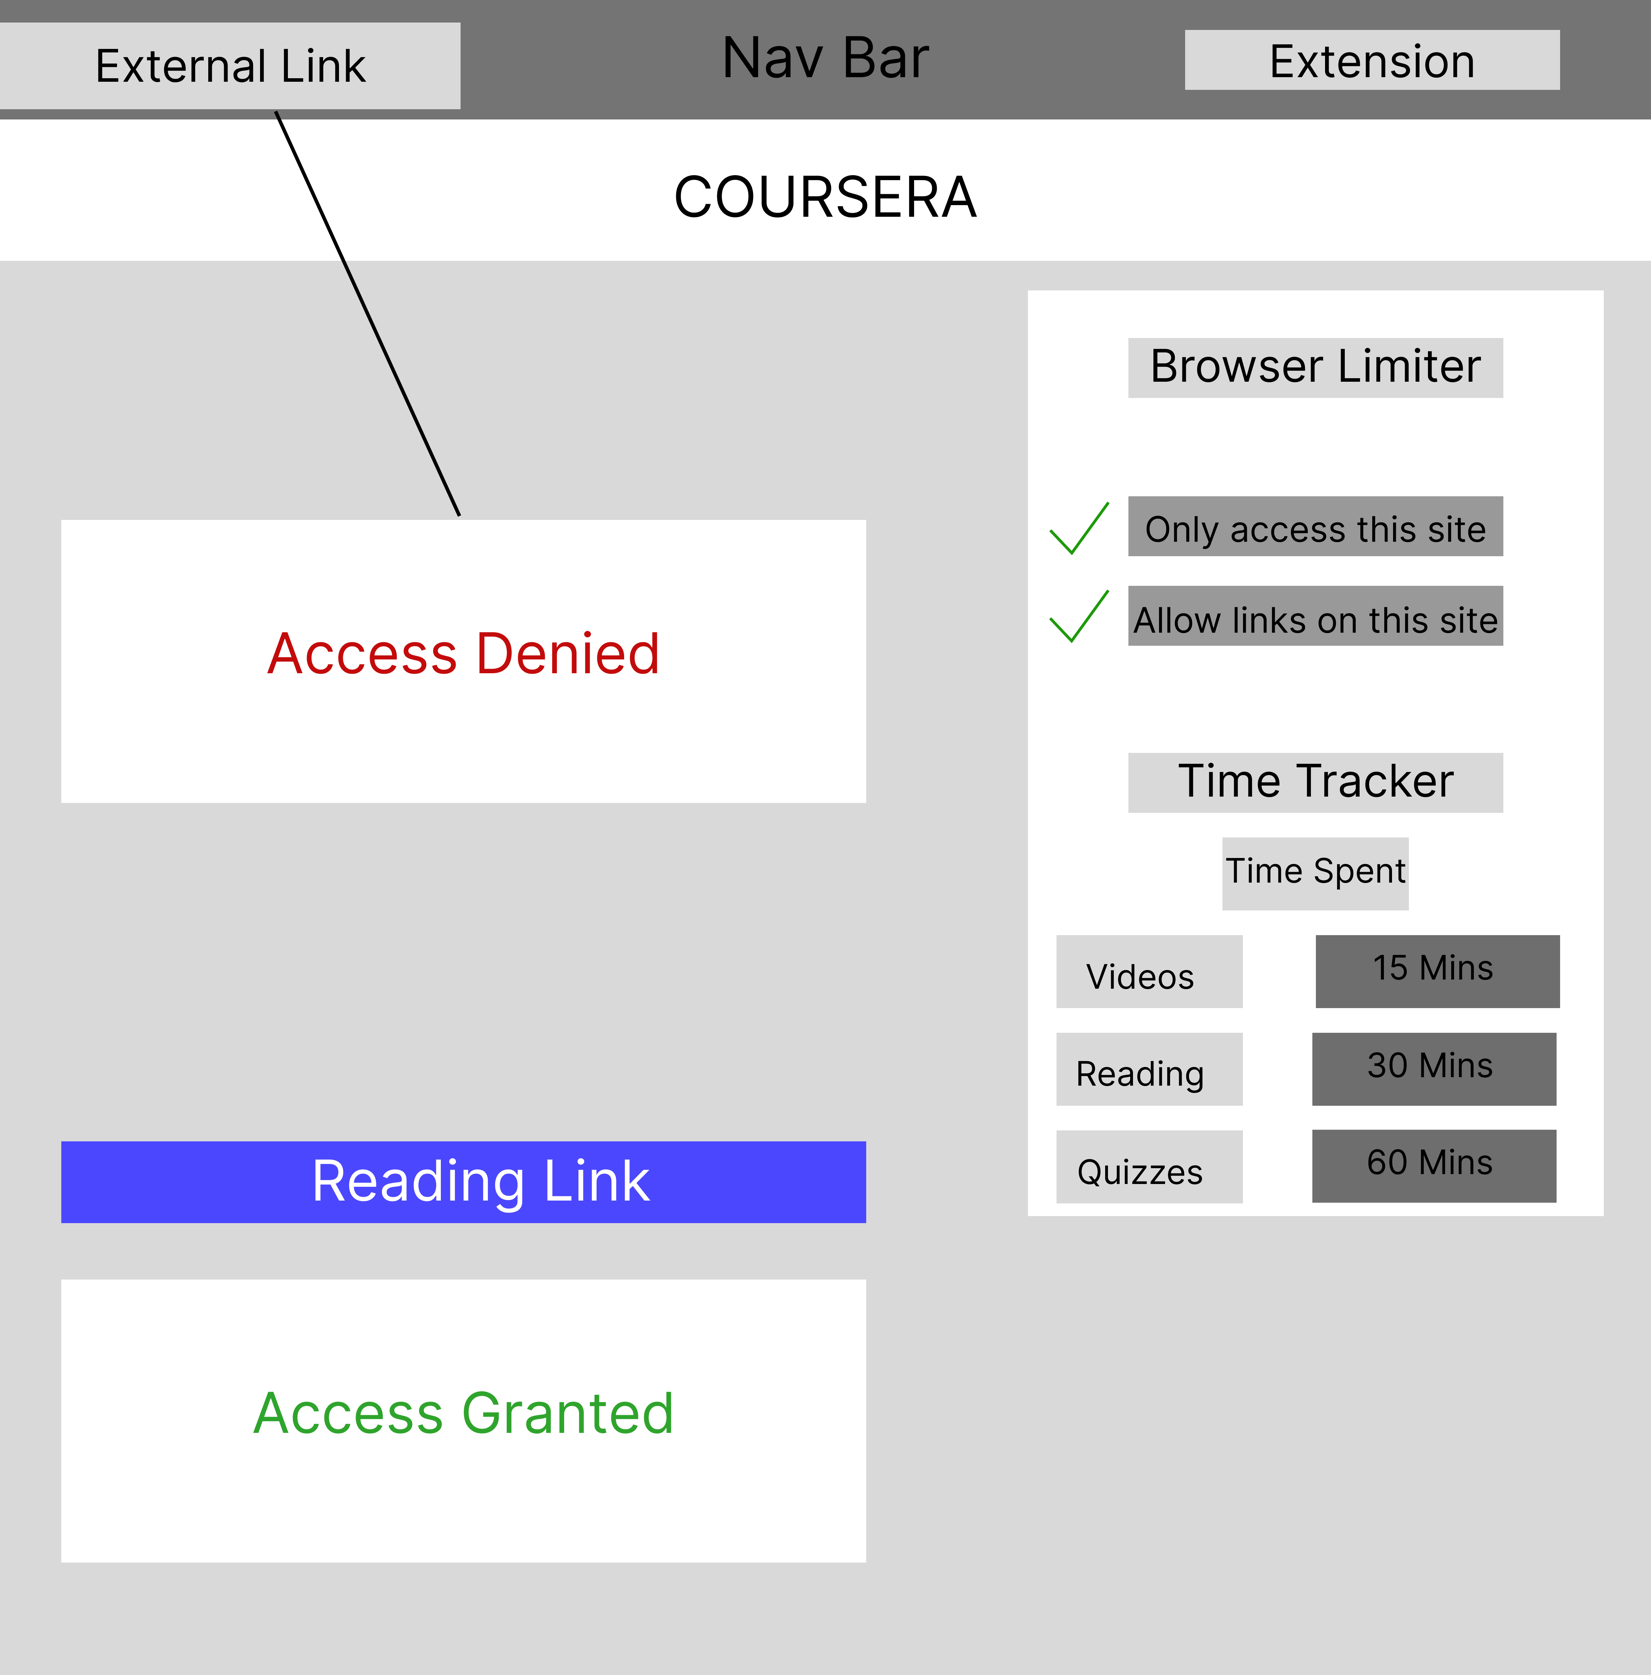 External Link
Nav Bar
Extension
COURSERA
Access Denied
Reading Link
Access Granted
Browser Limiter
Only access this site
Allow links on this site
Time Tracker
Time Spent
Videos
15 Mins
Reading
30 Mins
Quizzes
60 Mins